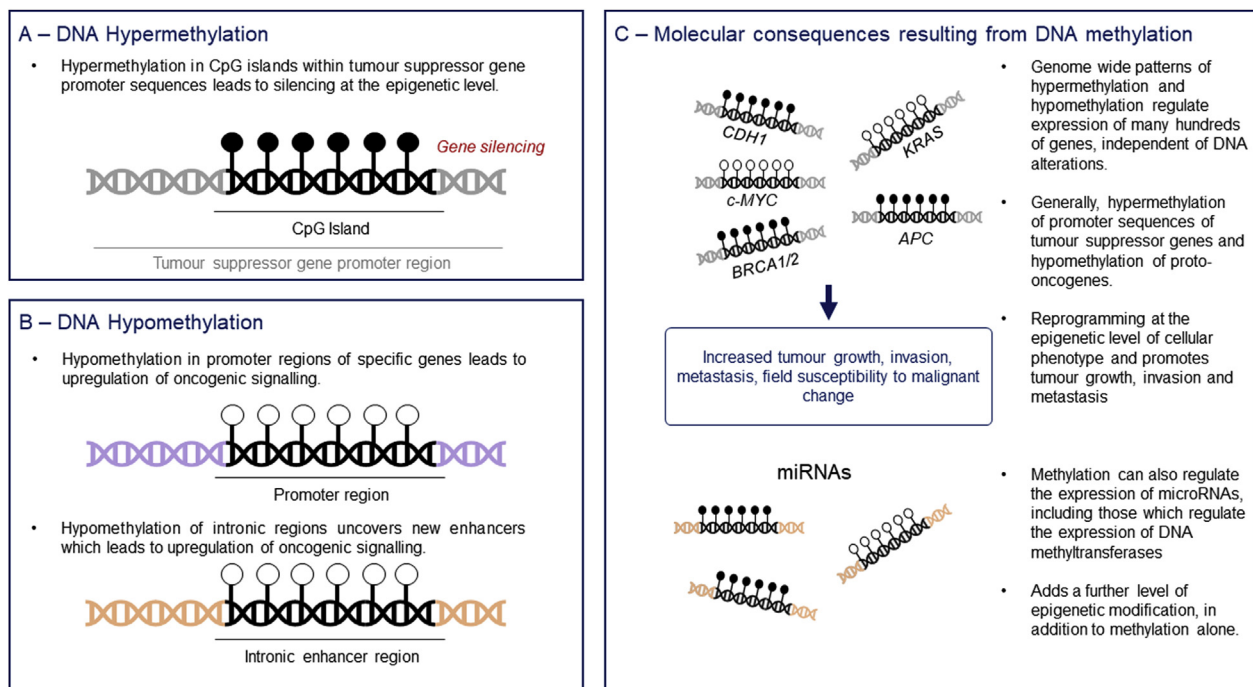 A – DNA Hypermethylation
• Hypermethylation in CpG islands within tumour suppressor gene
promoter sequences leads to silencing at the epigenetic level.
Gene silencing
CpG Island
Tumour suppressor gene promoter region
B – DNA Hypomethylation
• Hypomethylation in promoter regions of specific genes leads to
upregulation of oncogenic signalling.
Promoter region
• Hypomethylation of intronic regions uncovers new enhancers
which leads to upregulation of oncogenic signalling.
Intronic enhancer region
C – Molecular consequences resulting from DNA methylation
CDH1
KRAS
c-MYC
APC
BRCA1/2
Increased tumour growth, invasion,
metastasis, field susceptibility to malignant
change
miRNAs
• Genome wide patterns of
hypermethylation and
hypomethylation regulate
expression of many hundreds
of genes, independent of DNA
alterations.
• Generally, hypermethylation
of promoter sequences of
tumour suppressor genes and
hypomethylation of proto-
oncogenes.
• Reprogramming at the
epigenetic level of cellular
phenotype and promotes
tumour growth, invasion and
metastasis
• Methylation can also regulate
the expression of microRNAs,
including those which regulate
the expression of DNA
methyltransferases
• Adds a further level of
epigenetic modification, in
addition to methylation alone.